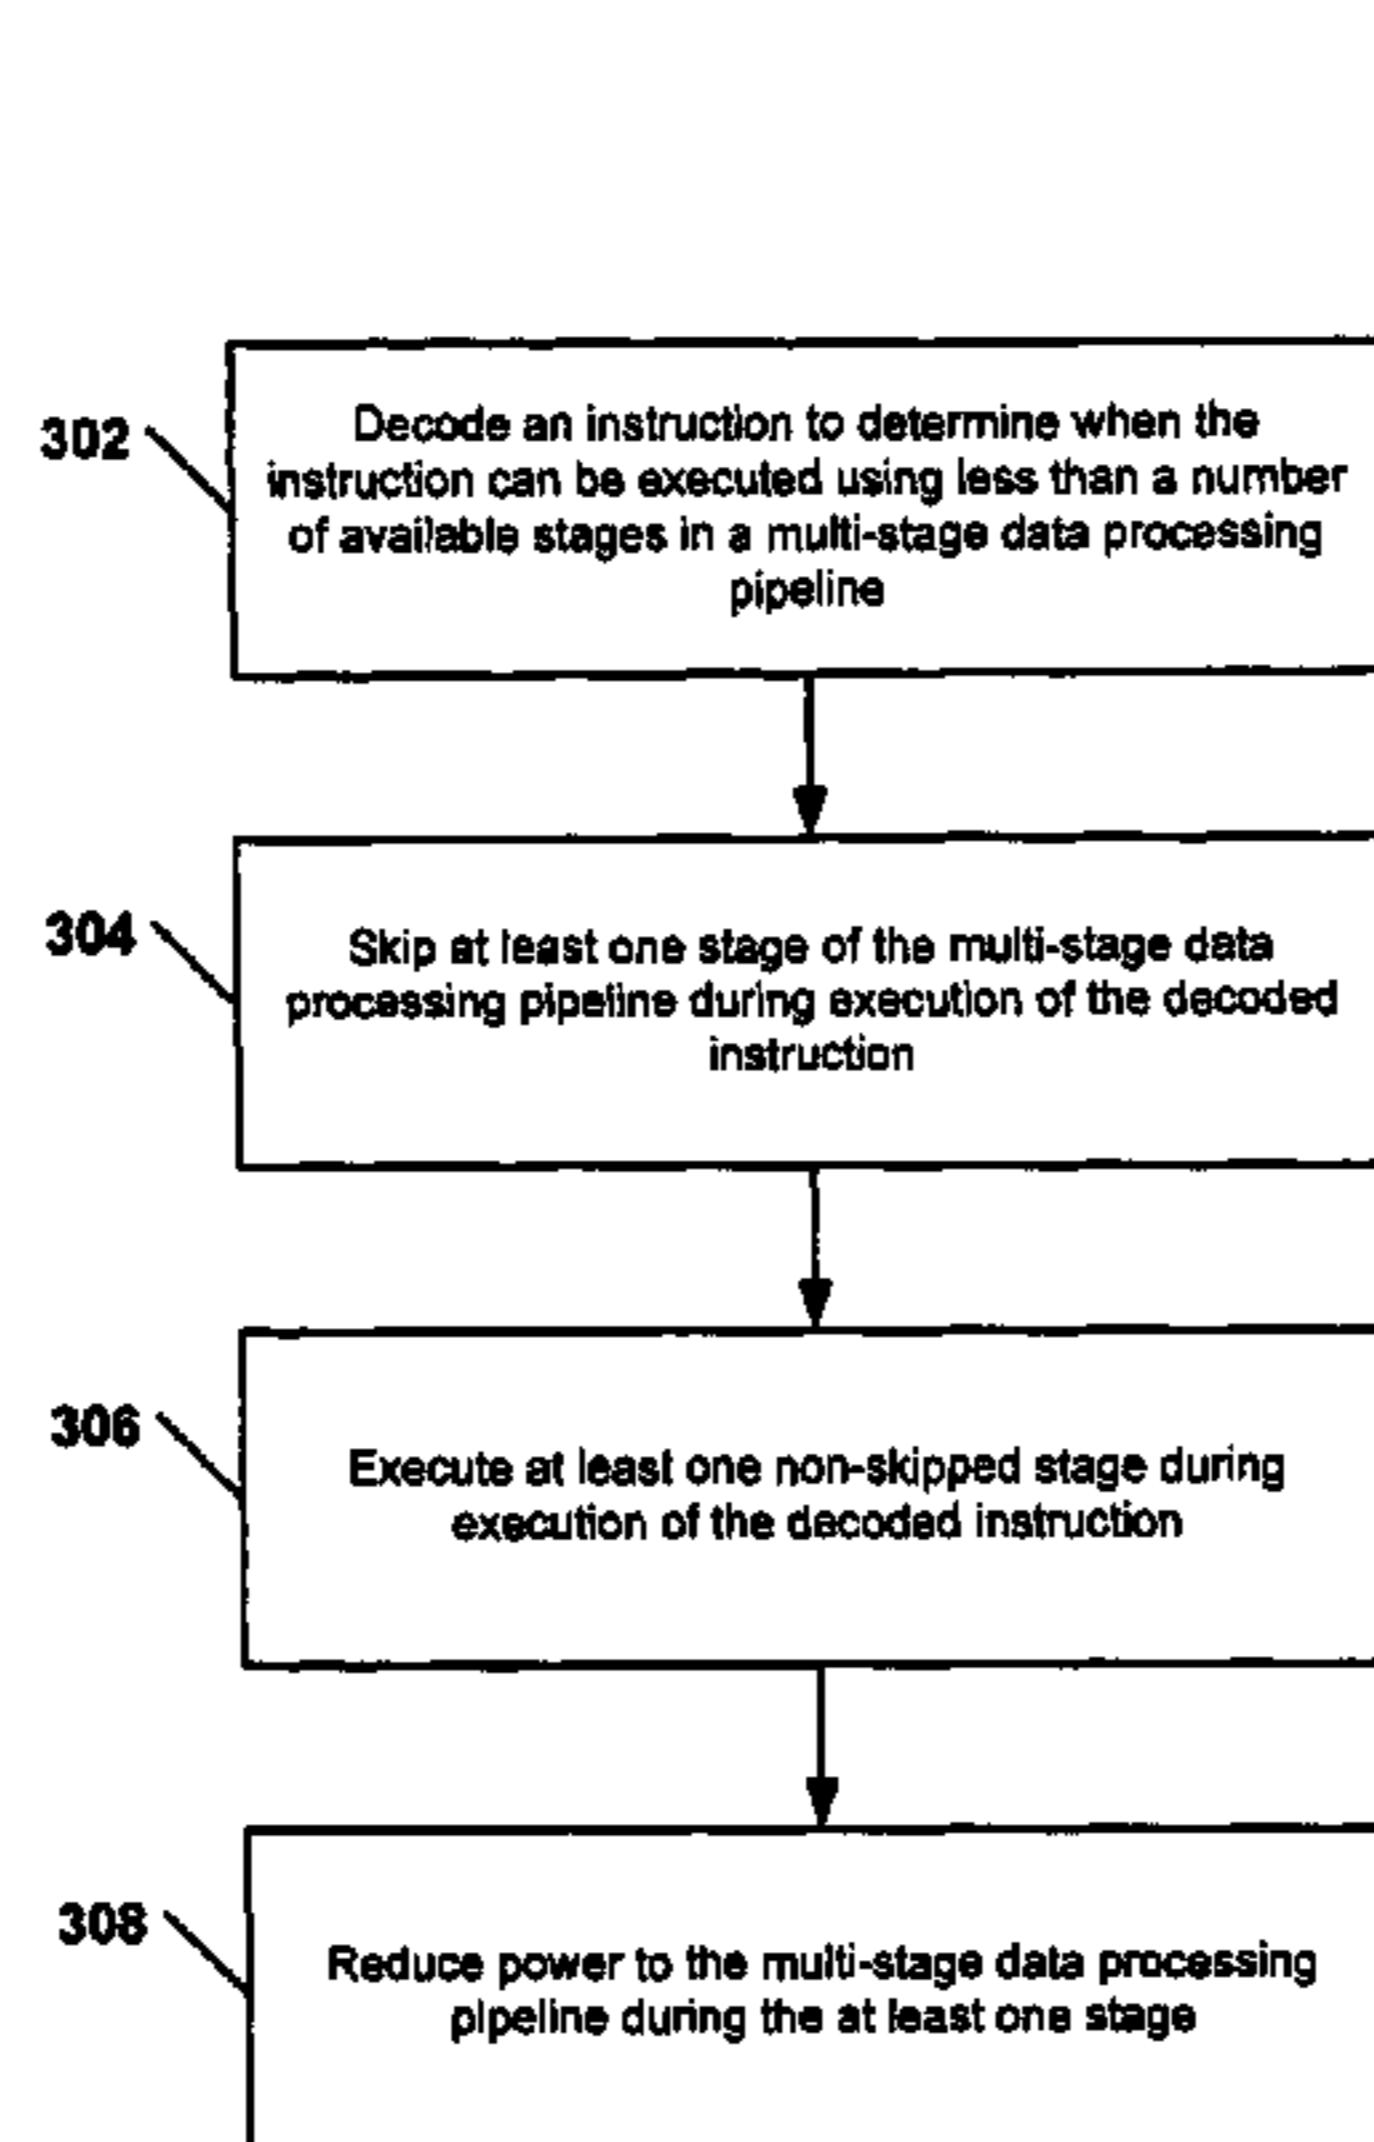 302
Decode an instruction to determine when the
instruction can be executed using less than a number
of available stages in a multi-stage data processing
pipeline
304
Skip at least one stage of the multi-stage data
processing pipeline during execution of the decoded
instruction
306
Execute at least one non-skipped stage during
execution of the decoded instruction
308
Reduce power to the multi-stage data processing
pipeline during the at least one stage